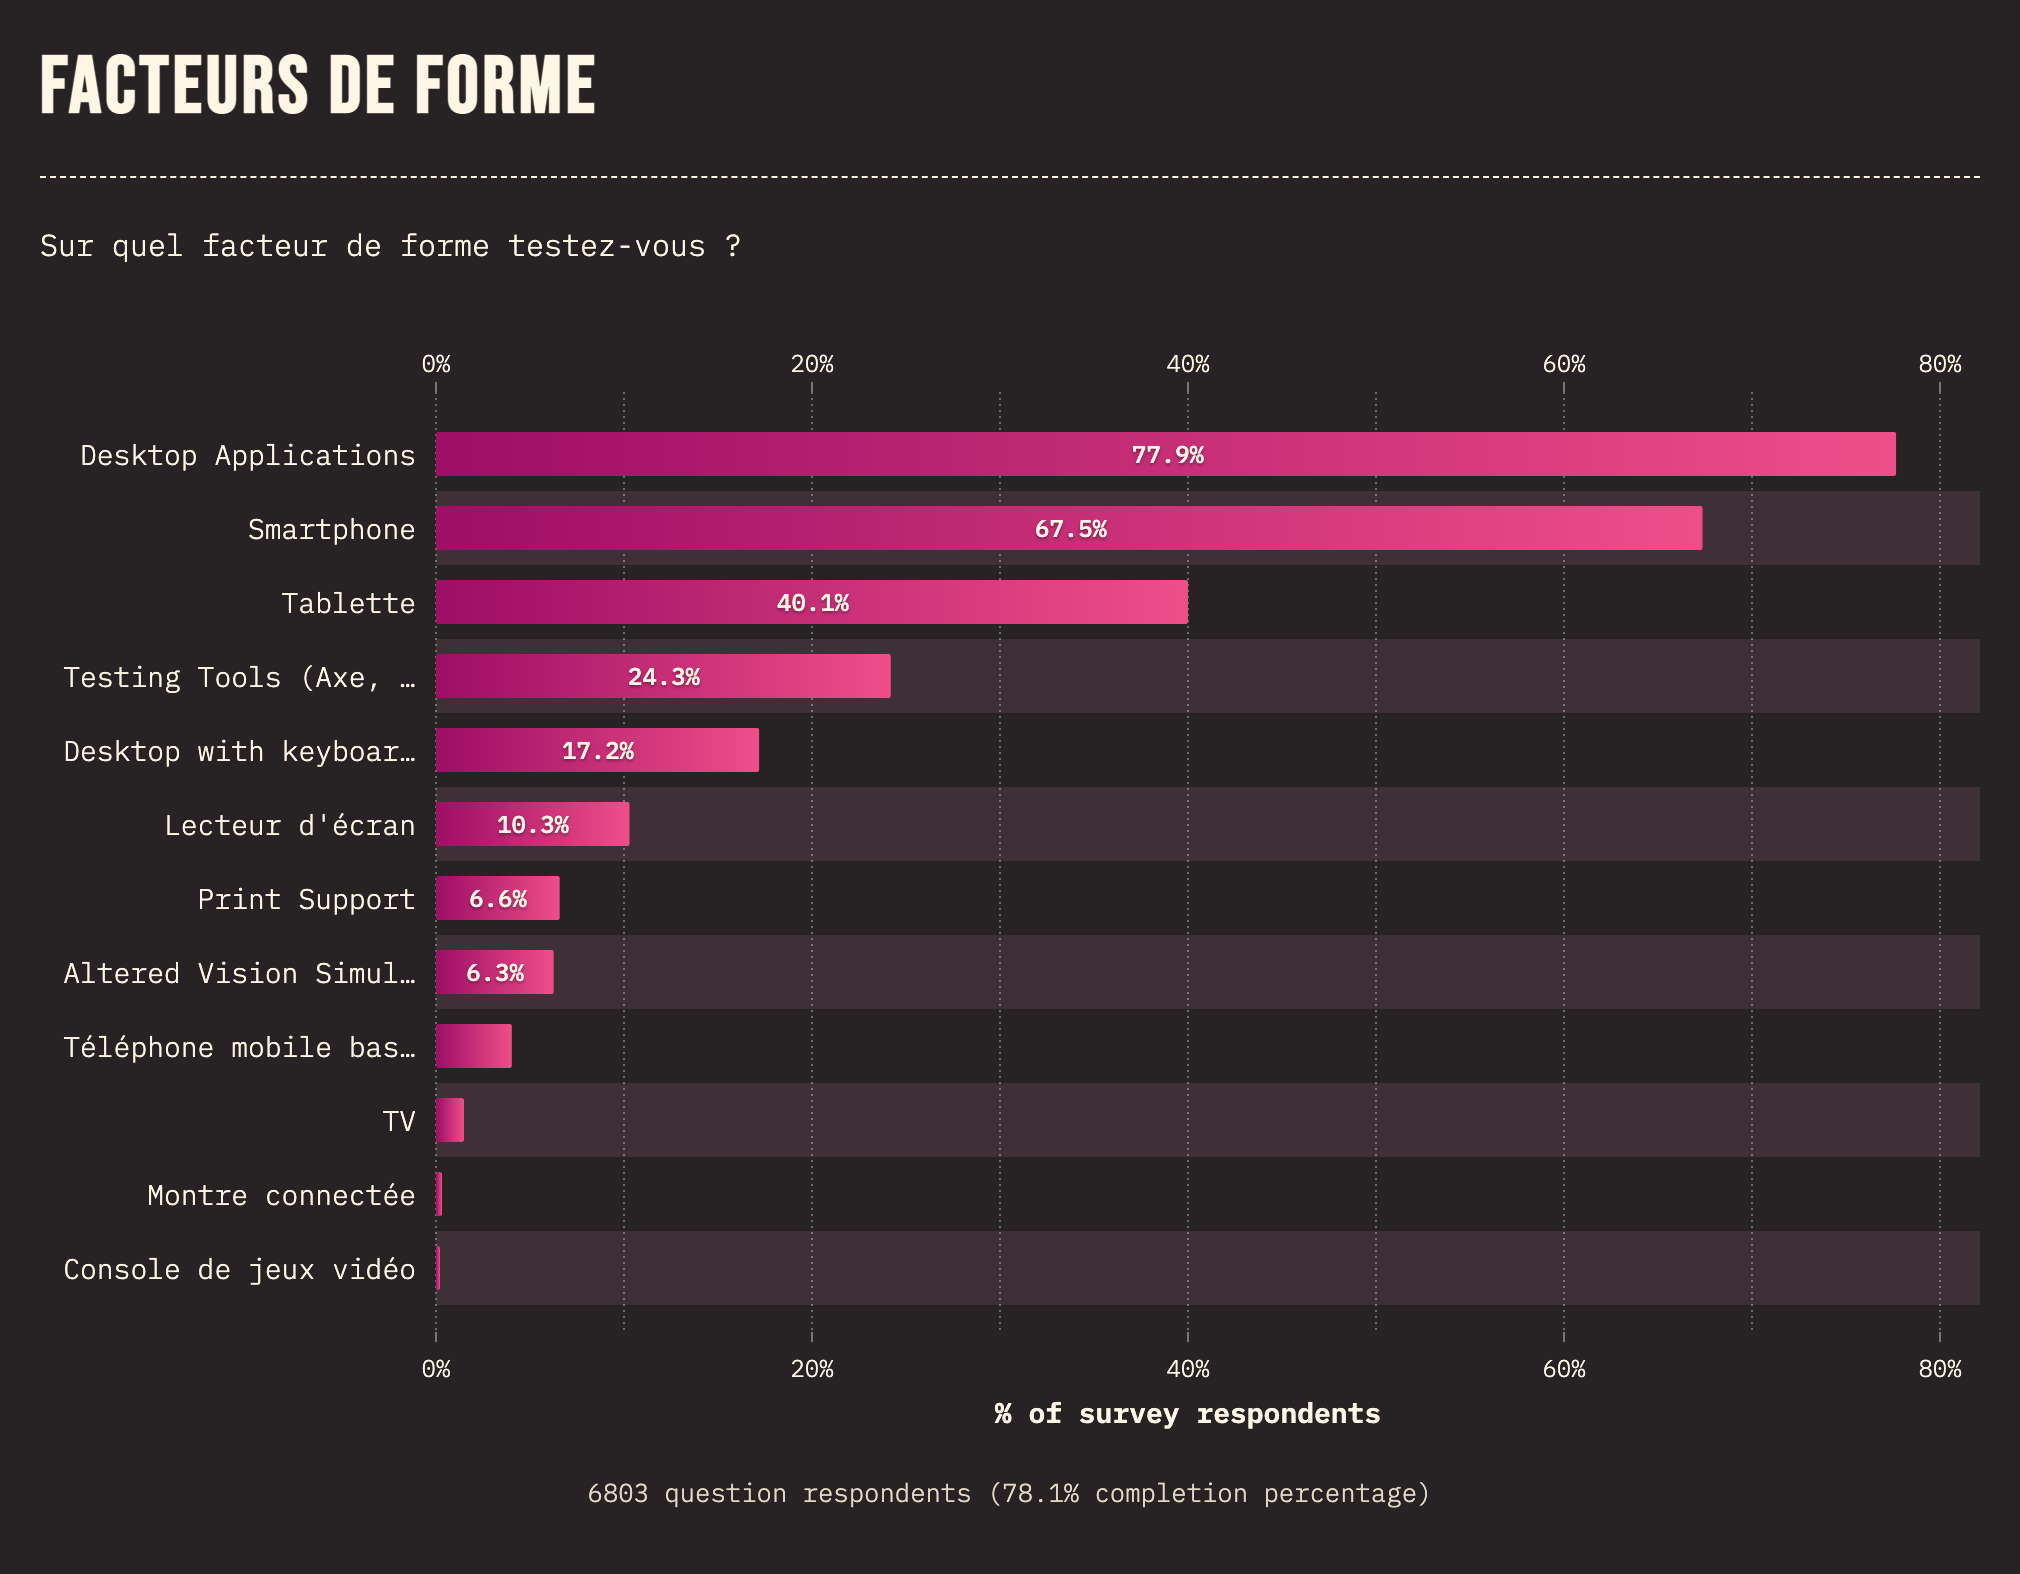 FACTEURS DE FORME
Sur quel facteur de forme testez-vous ?
0% 20% 40% 60% 80%
Desktop Applications 77.9%
Smartphone 67.5%
Tablette 40.1%
Testing Tools (Axe, … 24.3%
Desktop with keyboar… 17.2%
Lecteur d'écran 10.3%
Print Support 6.6%
Altered Vision Simul… 6.3%
Téléphone mobile bas…
TV
Montre connectée
Console de jeux vidéo
0% 20% 40% 60% 80%
% of survey respondents
6803 question respondents (78.1% completion percentage)